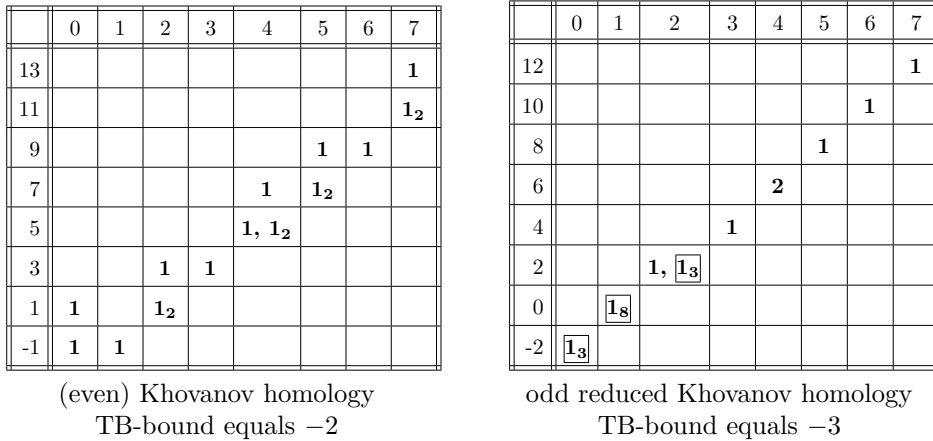 0 1 2 3 4 5 6 7
13 1
11 1₂
9 1 1
7 1 1₂
5 1, 1₂
3 1 1
1 1 1₂
-1 1 1
(even) Khovanov homology
TB-bound equals −2
0 1 2 3 4 5 6 7
12 1
10 1
8 1
6 2
4 1
2 1, 1₃
0 1₈
-2 1₃
odd reduced Khovanov homology
TB-bound equals −3